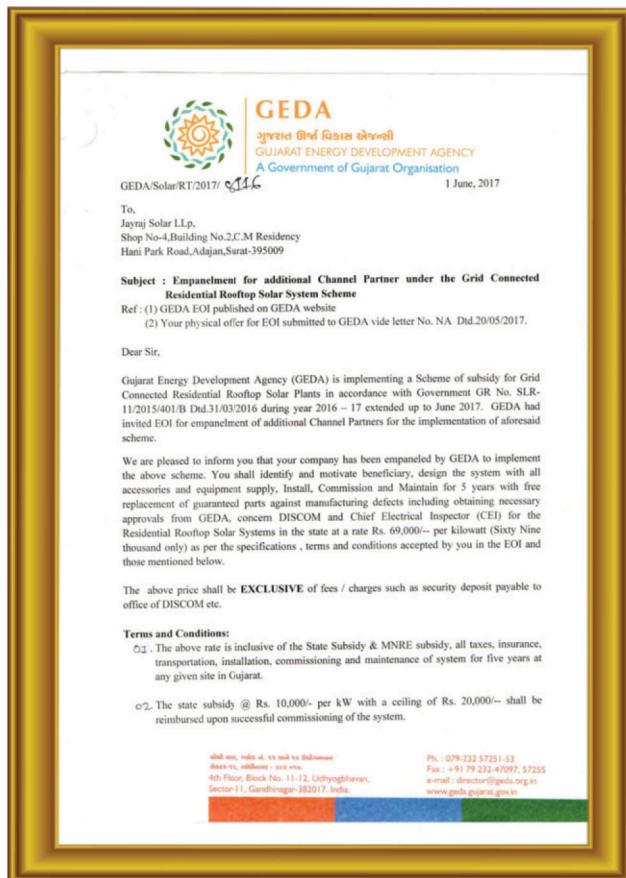 GEDA
ગુજરાત ઊર્જા વિકાસ એજન્સી
GUJARAT ENERGY DEVELOPMENT AGENCY
A Government of Gujarat Organisation
GEDA/Solar/RT/2017/ 1 June, 2017
To,
Jayraj Solar LLp,
Shop No-4,Building No.2,C.M Residency
Hani Park Road,Adajan,Surat-395009
Subject : Empanelment for additional Channel Partner under the Grid Connected
Residential Rooftop Solar System Scheme
Ref : (1) GEDA EOI published on GEDA website
(2) Your physical offer for EOI submitted to GEDA vide letter No. NA Dtd.20/05/2017.
Dear Sir,
Gujarat Energy Development Agency (GEDA) is implementing a Scheme of subsidy for Grid
Connected Residential Rooftop Solar Plants in accordance with Government GR No. SLR-
11/2015/401/B Dtd.31/03/2016 during year 2016 – 17 extended up to June 2017. GEDA had
invited EOI for empanelment of additional Channel Partners for the implementation of aforesaid
scheme.
We are pleased to inform you that your company has been empaneled by GEDA to implement
the above scheme. You shall identify and motivate beneficiary, design the system with all
accessories and equipment supply, Install, Commission and Maintain for 5 years with free
replacement of guaranteed parts against manufacturing defects including obtaining necessary
approvals from GEDA, concern DISCOM and Chief Electrical Inspector (CEI) for the
Residential Rooftop Solar Systems in the state at a rate Rs. 69,000/-- per kilowatt (Sixty Nine
thousand only) as per the specifications , terms and conditions accepted by you in the EOI and
those mentioned below.
The above price shall be EXCLUSIVE of fees / charges such as security deposit payable to
office of DISCOM etc.
Terms and Conditions:
01. The above rate is inclusive of the State Subsidy & MNRE subsidy, all taxes, insurance,
transportation, installation, commissioning and maintenance of system for five years at
any given site in Gujarat.
02. The state subsidy @ Rs. 10,000/- per kW with a ceiling of Rs. 20,000/-- shall be
reimbursed upon successful commissioning of the system.
4th Floor, Block No. 11-12, Udhyogbhavan,
Sector-11, Gandhinagar-382017. India.
Ph. : 079-232 57251-53
Fax : +91 79 232-47097, 57255
e-mail : director@geda.org.in
www.geda.gujarat.gov.in